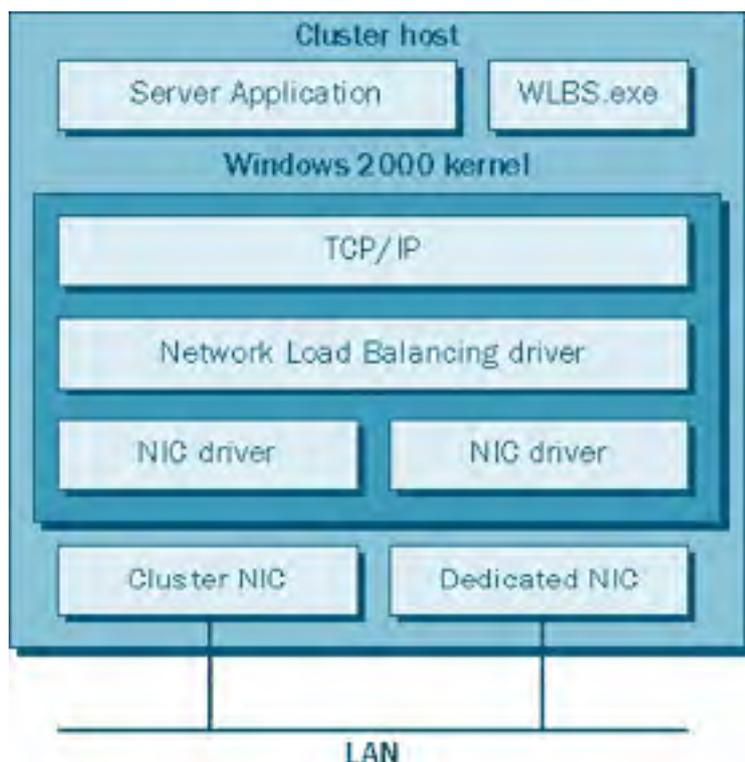 Cluster host
Server Application
WLBS.exe
Windows 2000 kernel
TCP/IP
Network Load Balancing driver
NIC driver
NIC driver
Cluster NIC
Dedicated NIC
LAN